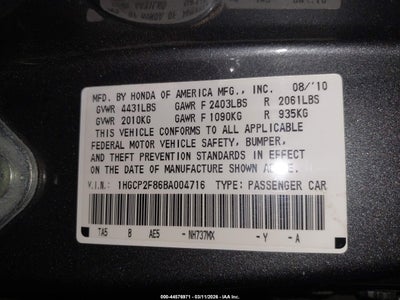 MFD. BY HONDA OF AMERICA MFG., INC. 08/'10
GVWR 4431LBS GAWR F 2403LBS R 2061LBS
GVWR 2010KG GAWR F 1090KG R 935KG
THIS VEHICLE CONFORMS TO ALL APPLICABLE
FEDERAL MOTOR VEHICLE SAFETY, BUMPER,
AND THEFT PREVENTION STANDARDS IN EFFECT
ON THE DATE OF MANUFACTURE SHOWN ABOVE.
V.I.N.: 1HGCP2F86BA004716 TYPE: PASSENGER CAR
TA5 B AE5 - NH737MX -Y -A
000-44576971 - 03/11/2026 - IAA Inc.